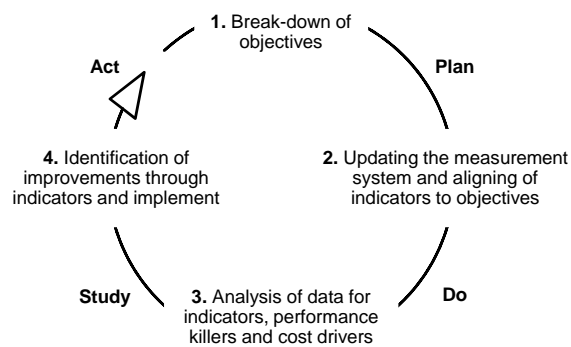 1. Break-down of
objectives
Act
Plan
4. Identification of
improvements through
indicators and implement
2. Updating the measurement
system and aligning of
indicators to objectives
Study
3. Analysis of data for
indicators, performance
killers and cost drivers
Do